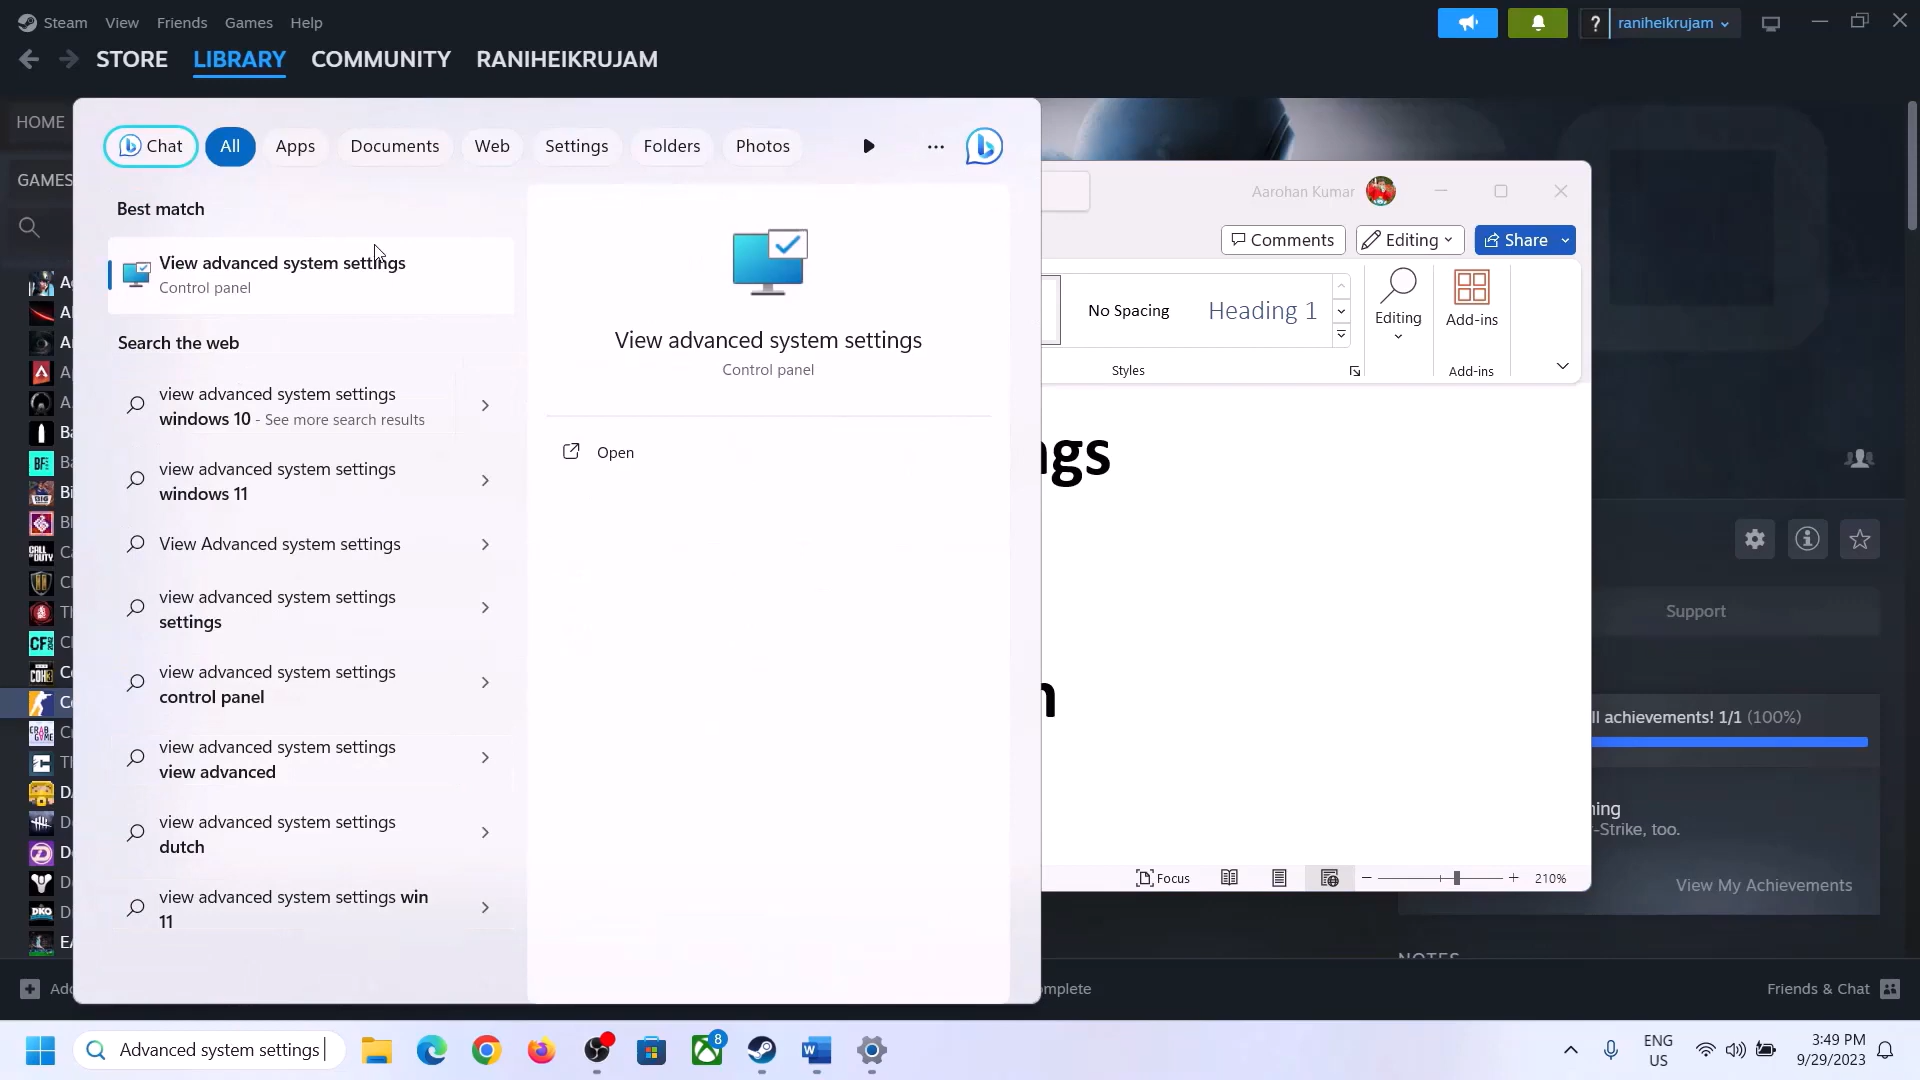 Steam View Friends Games Help
raniheikrujam
STORE LIBRARY COMMUNITY RANIHEIKRUJAM
HOME
GAMES
Chat All Apps Documents Web Settings Folders Photos
Best match
View advanced system settings
Control panel
Search the web
view advanced system settings
windows 10 - See more search results
view advanced system settings
windows 11
View Advanced system settings
view advanced system settings
settings
view advanced system settings
control panel
view advanced system settings
view advanced
view advanced system settings
dutch
view advanced system settings win
11
View advanced system settings
Control panel
Open
Aarohan Kumar
Comments Editing Share
No Spacing Heading 1
Editing
Add-ins
Styles
Add-ins
ngs
Focus
210%
Support
ll achievements! 1/1 (100%)
-Strike, too.
View My Achievements
NOTES
Friends & Chat
Advanced system settings
8
ENG
US
3:49 PM
9/29/2023